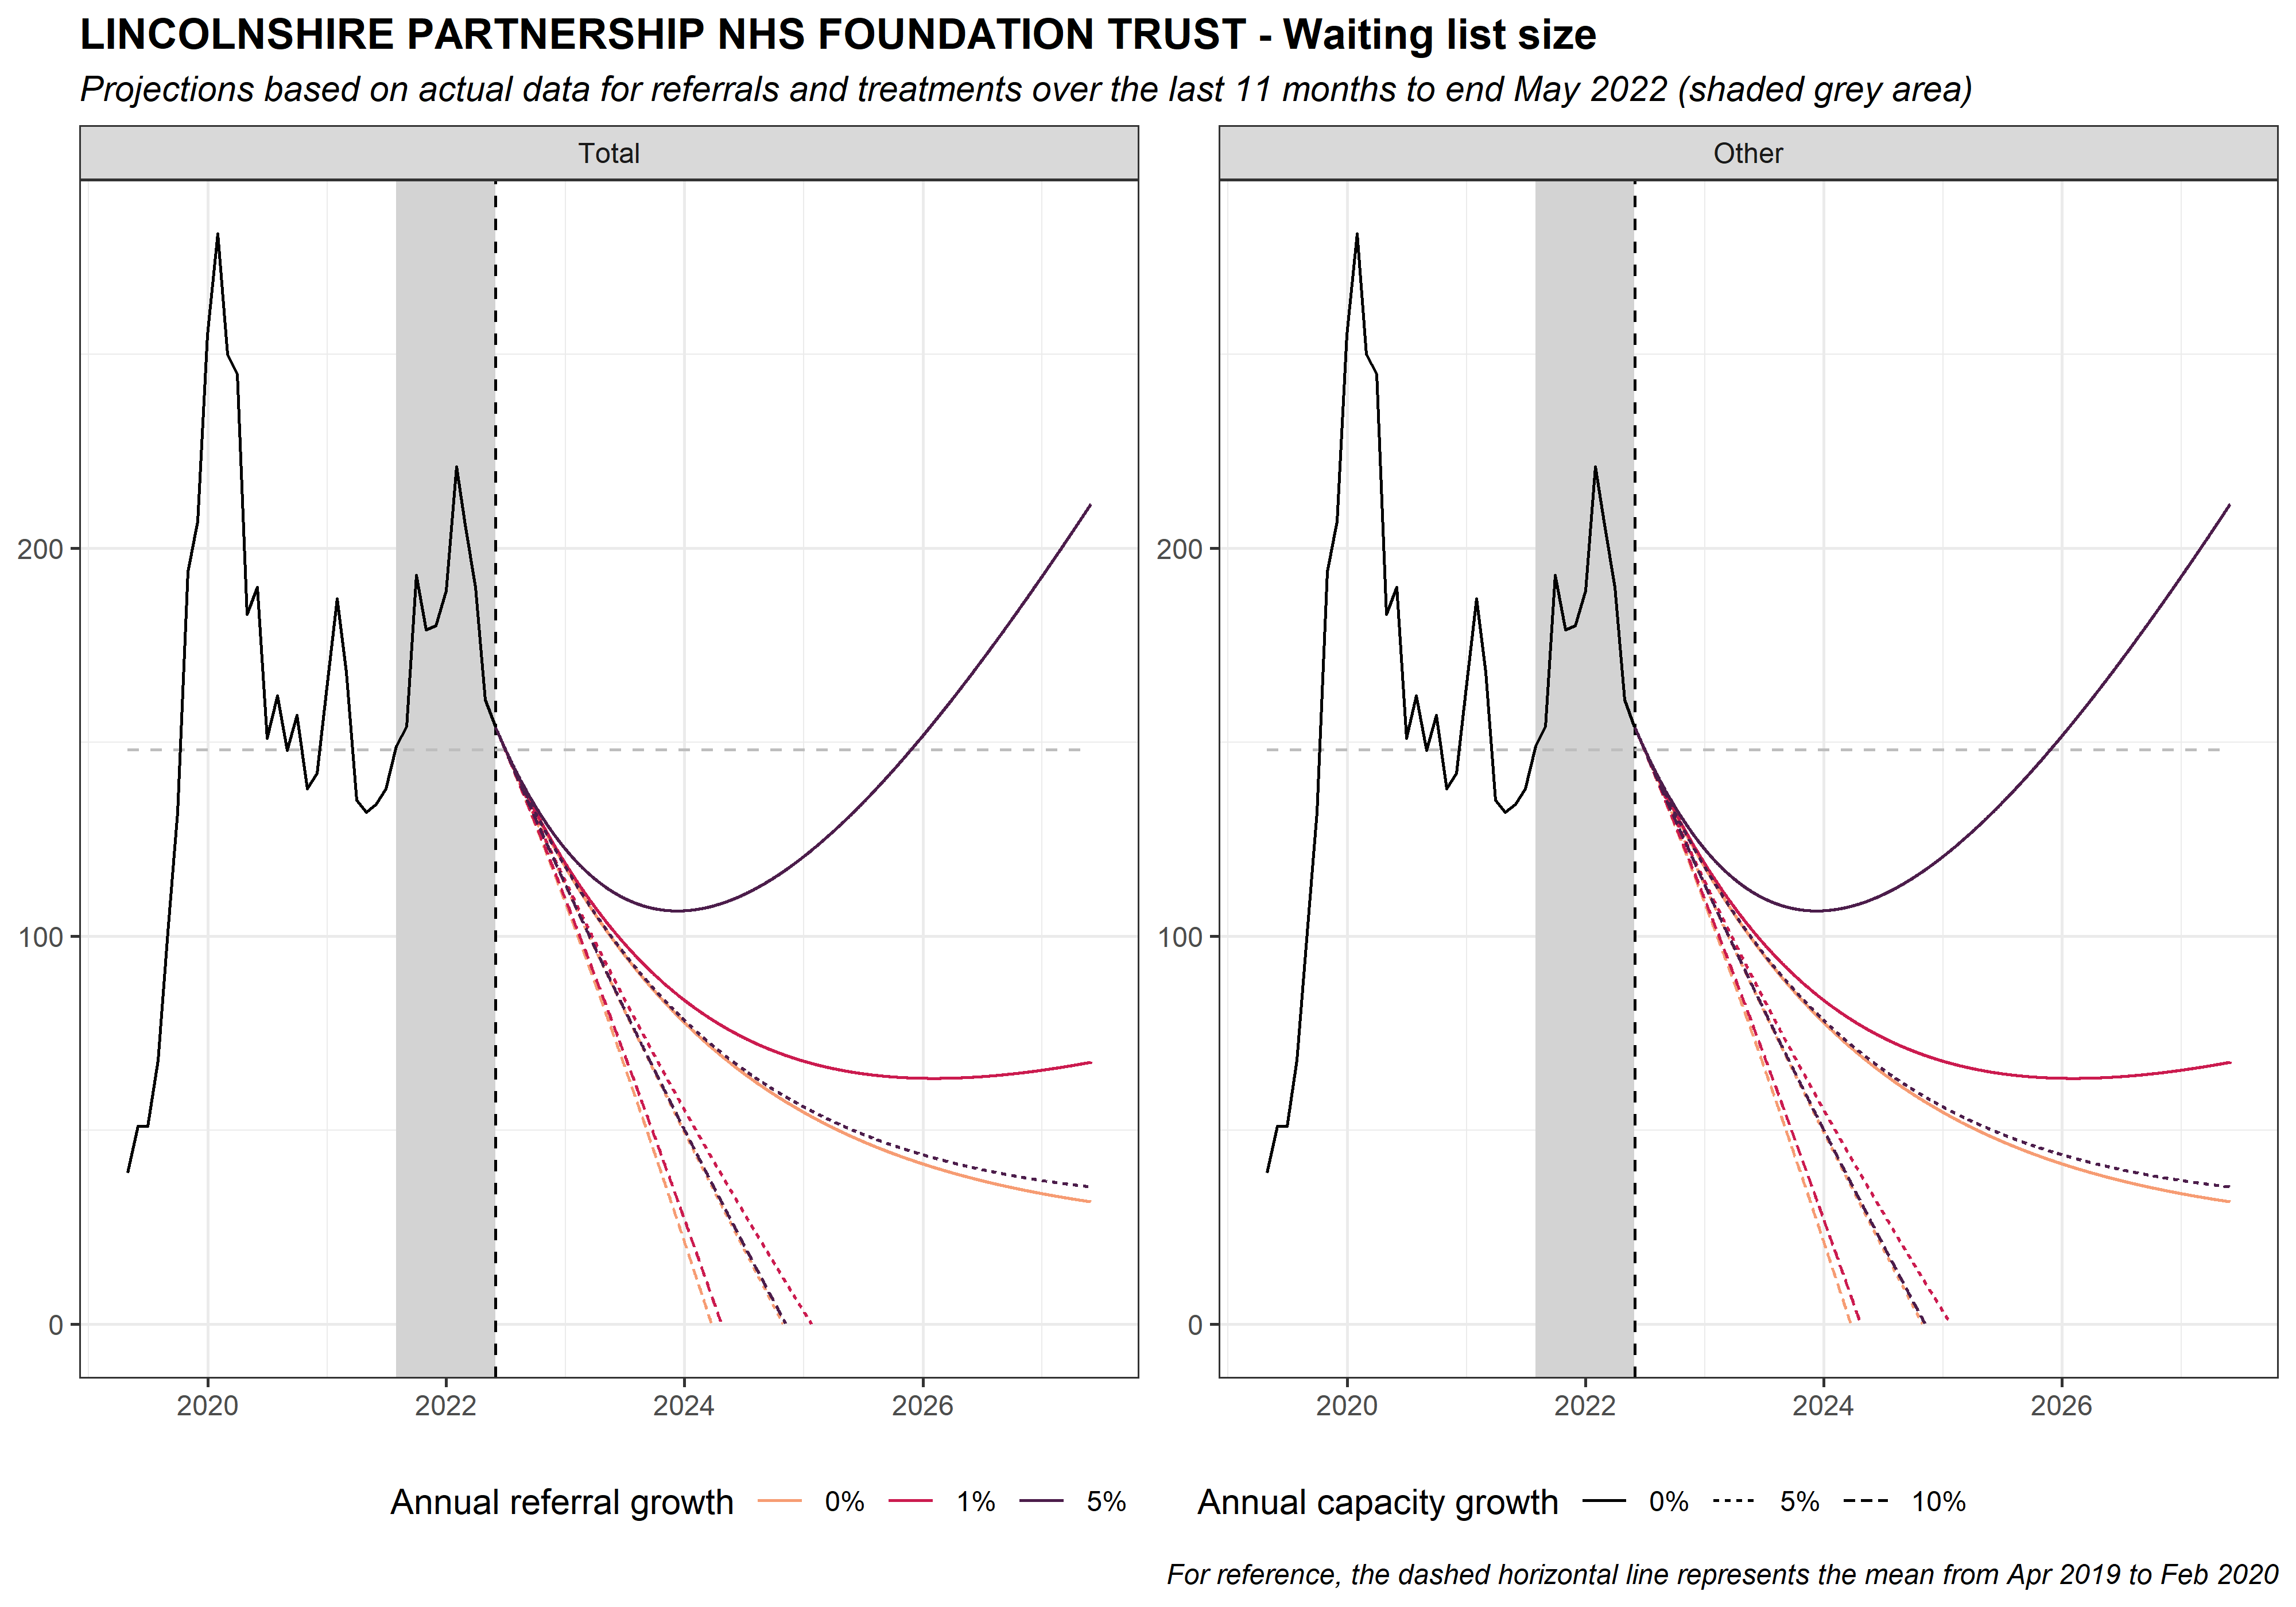 LINCOLNSHIRE PARTNERSHIP NHS FOUNDATION TRUST - Waiting list size
Projections based on actual data for referrals and treatments over the last 11 months to end May 2022 (shaded grey area)
Total
Other
200
100
0
200
100
0
2020 2022 2024 2026
2020 2022 2024 2026
Annual referral growth 0% 1% 5%
Annual capacity growth 0% 5% 10%
For reference, the dashed horizontal line represents the mean from Apr 2019 to Feb 2020